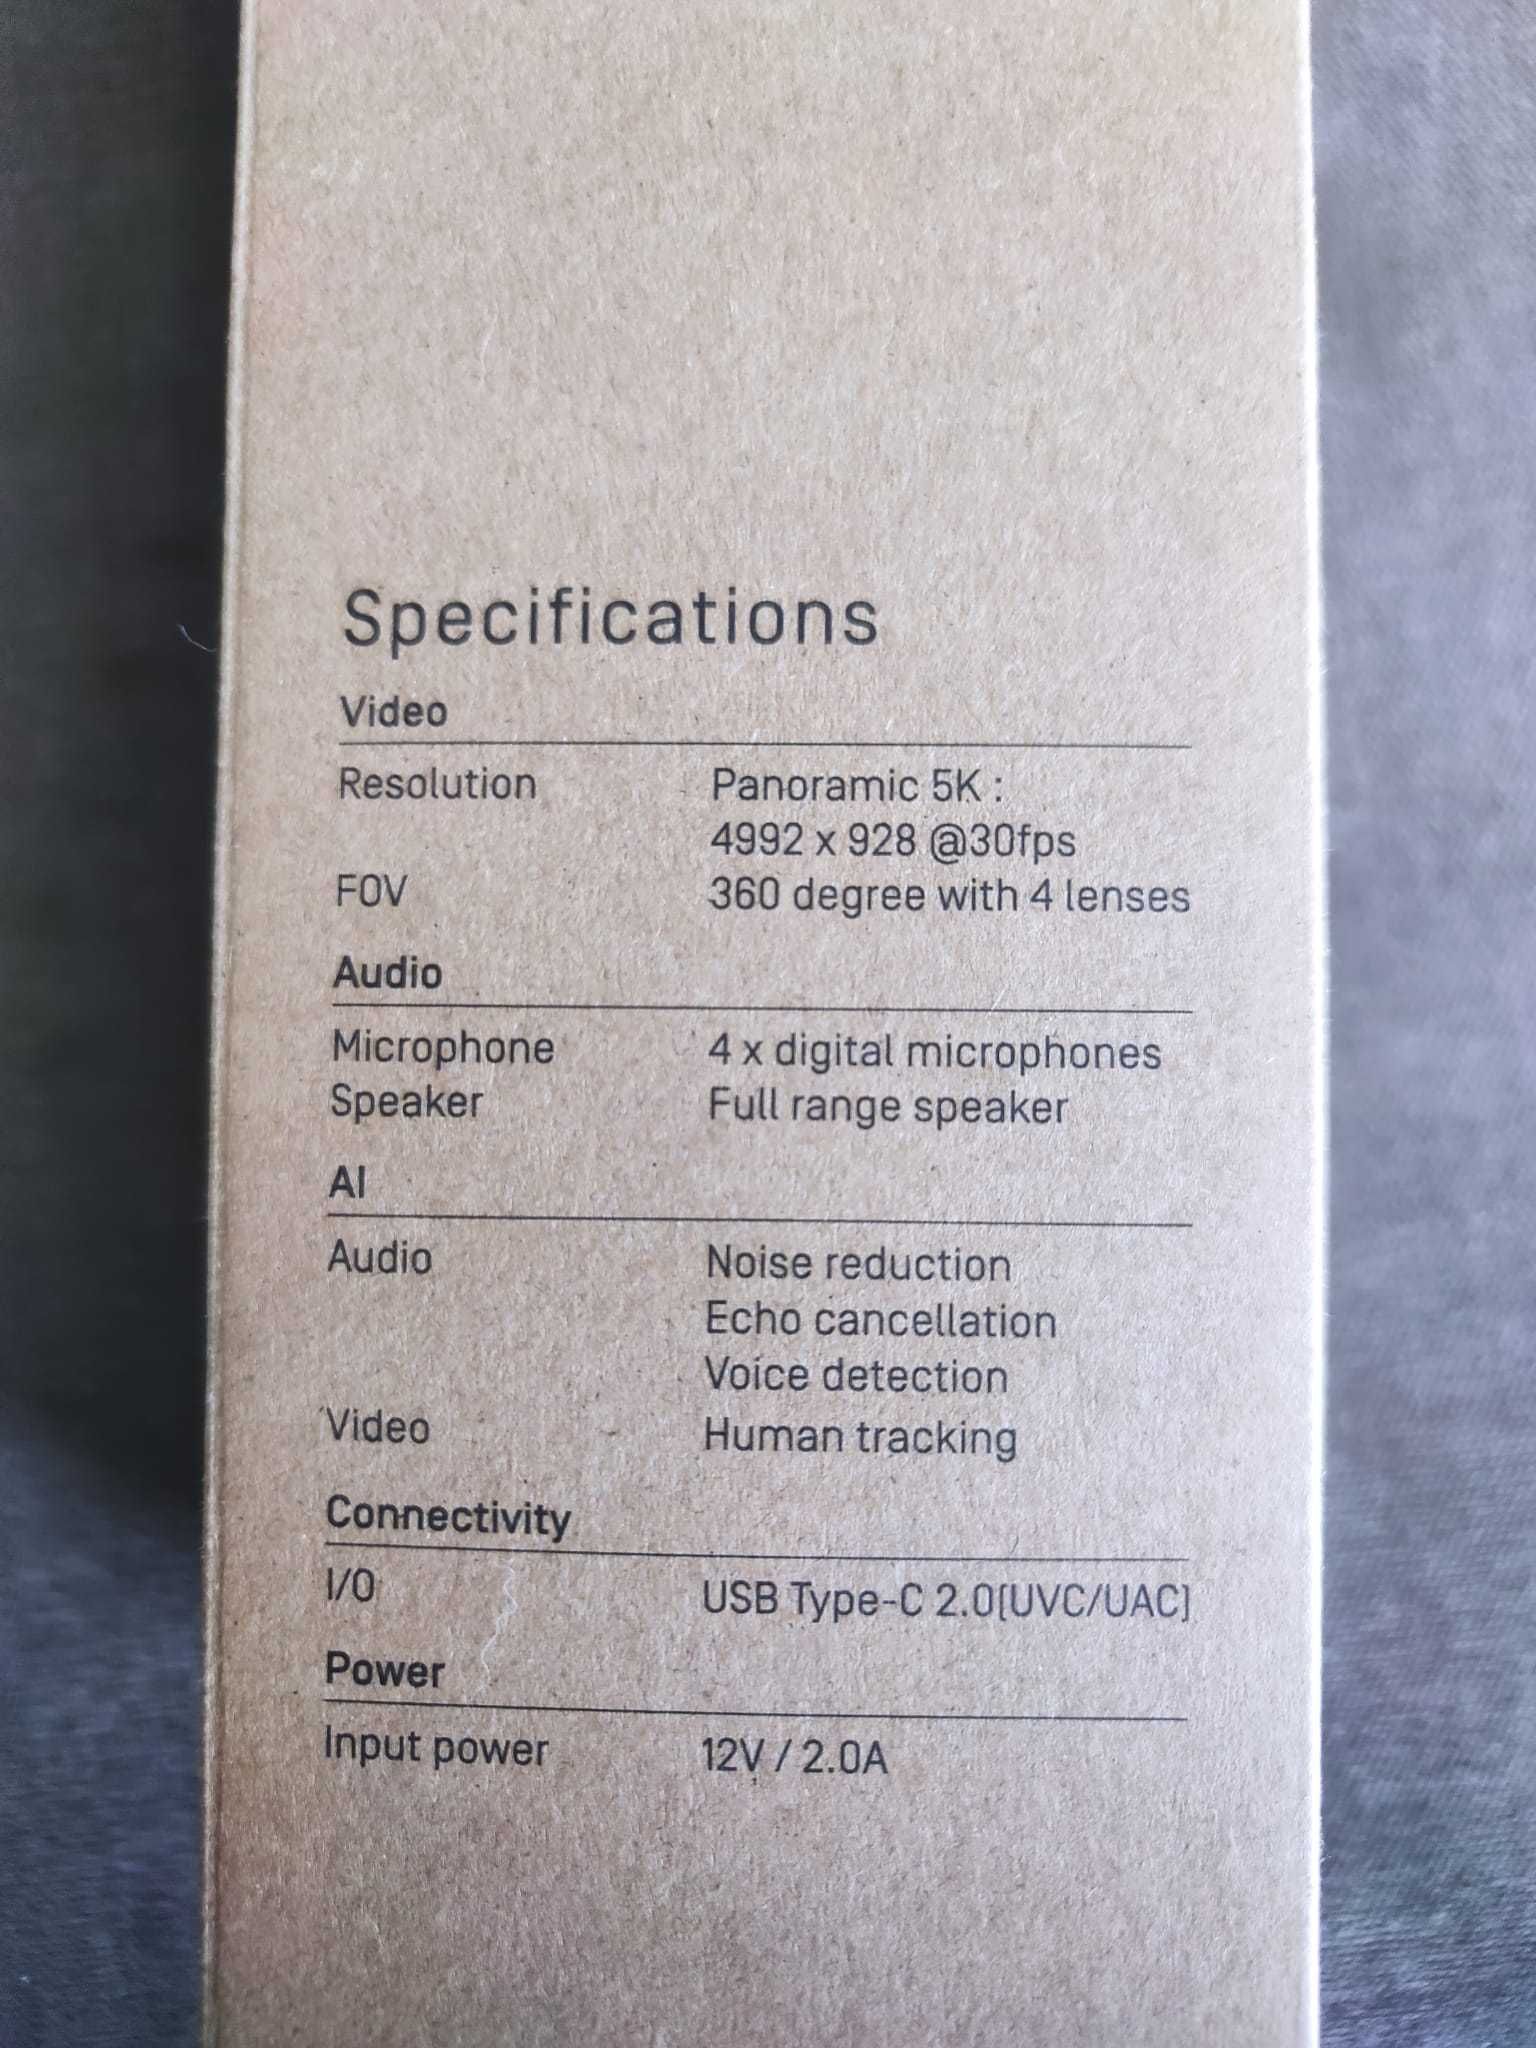 Specifications
Video
Resolution Panoramic 5K :
4992 x 928 @30fps
FOV 360 degree with 4 lenses
Audio
Microphone 4 x digital microphones
Speaker Full range speaker
AI
Audio Noise reduction
Echo cancellation
Voice detection
Video Human tracking
Connectivity
I/O USB Type-C 2.0(UVC/UAC)
Power
Input power 12V / 2.0A